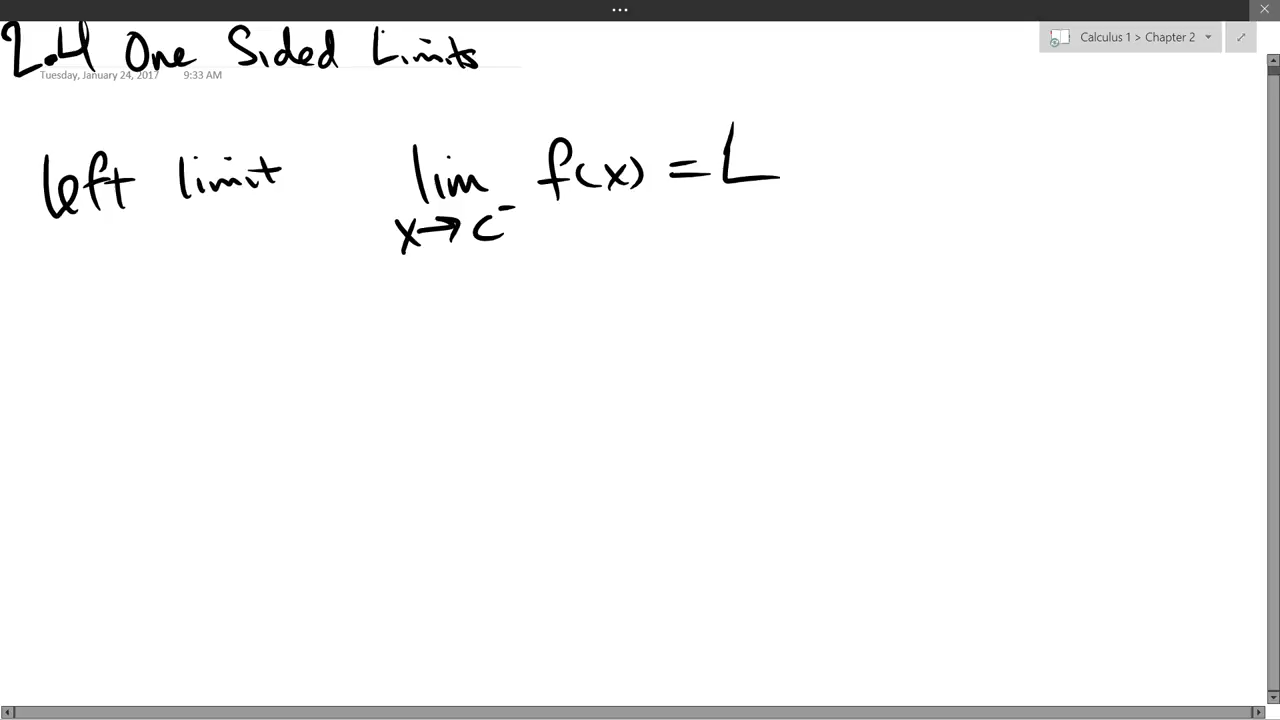 ...
Calculus 1 > Chapter 2
2.4 One Sided Limits
Tuesday, January 24, 2017 9:33 AM
left limit lim f(x) = L
x→c⁻